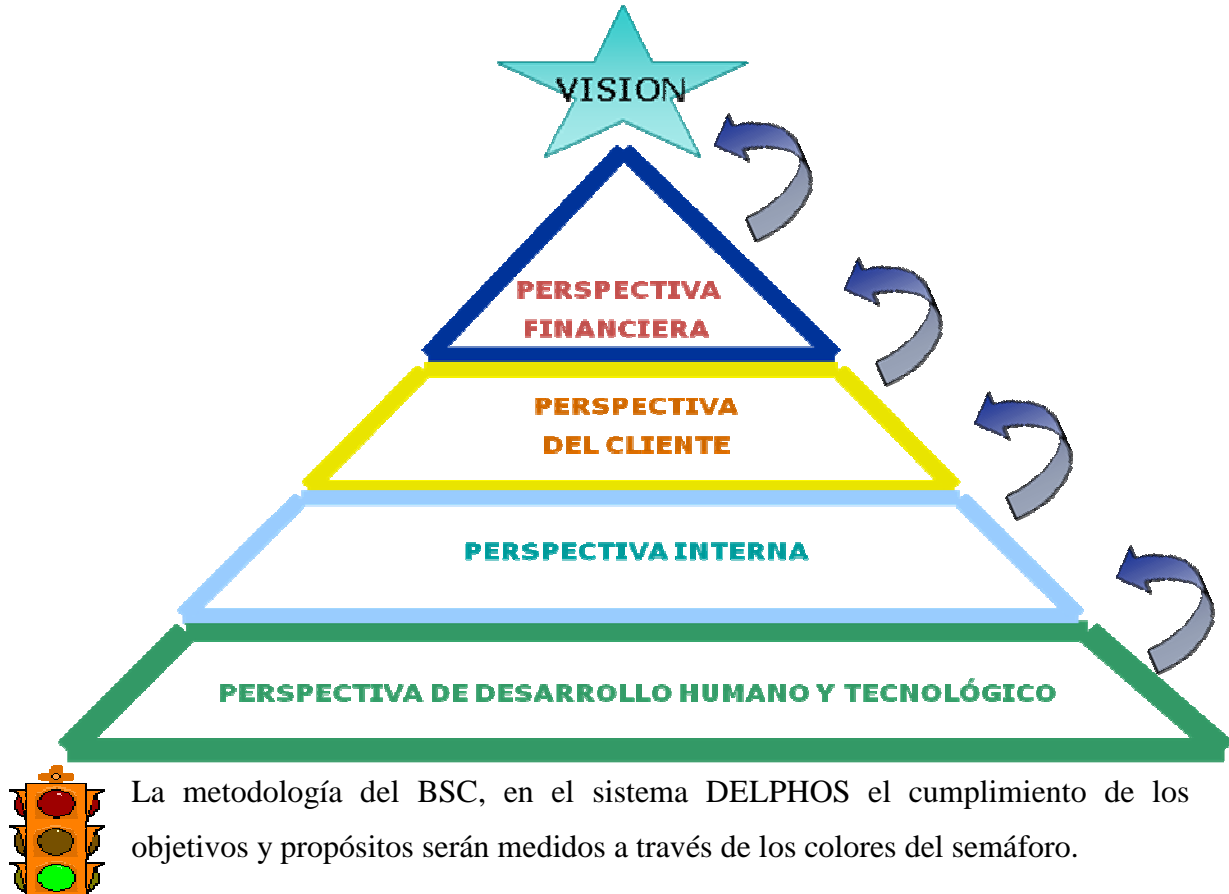 VISION
PERSPECTIVA
FINANCIERA
PERSPECTIVA
DEL CLIENTE
PERSPECTIVA INTERNA
PERSPECTIVA DE DESARROLLO HUMANO Y TECNOLÓGICO
La metodología del BSC, en el sistema DELPHOS el cumplimiento de los
objetivos y propósitos serán medidos a través de los colores del semáforo.